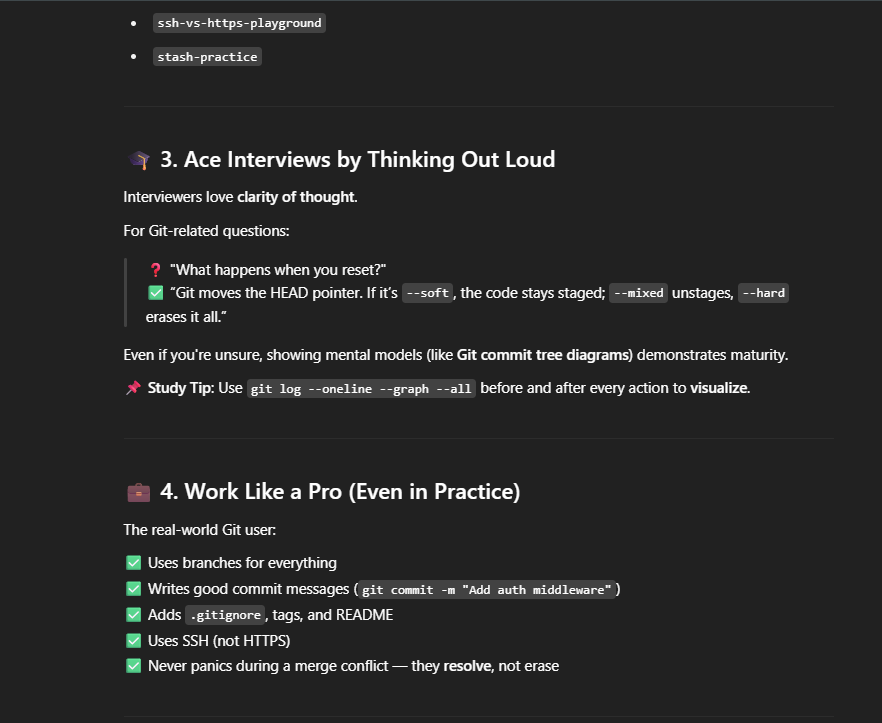 ssh-vs-https-playground
stash-practice
🎓 3. Ace Interviews by Thinking Out Loud
Interviewers love clarity of thought.
For Git-related questions:
❓ "What happens when you reset?"
✅ “Git moves the HEAD pointer. If it’s --soft, the code stays staged; --mixed unstages, --hard
erases it all.”
Even if you're unsure, showing mental models (like Git commit tree diagrams) demonstrates maturity.
📌 Study Tip: Use git log --oneline --graph --all before and after every action to visualize.
💼 4. Work Like a Pro (Even in Practice)
The real-world Git user:
✅ Uses branches for everything
✅ Writes good commit messages (git commit -m "Add auth middleware")
✅ Adds .gitignore, tags, and README
✅ Uses SSH (not HTTPS)
✅ Never panics during a merge conflict — they resolve, not erase